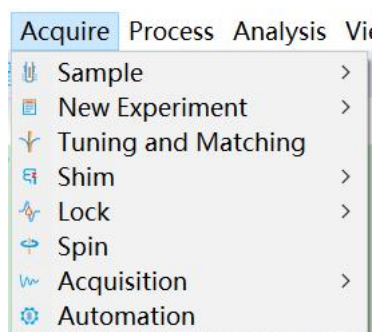 Acquire Process Analysis
Sample
New Experiment
Tuning and Matching
Shim
Lock
Spin
Acquisition
Automation